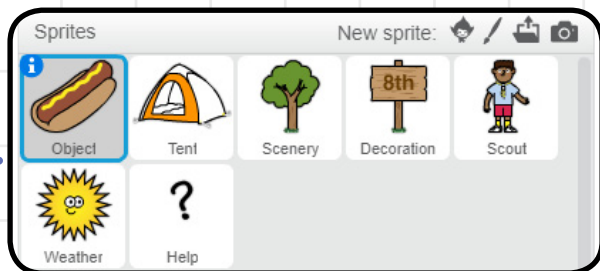 Sprites New sprite:
i
8th
Object Tent Scenery Decoration Scout
?
Weather Help